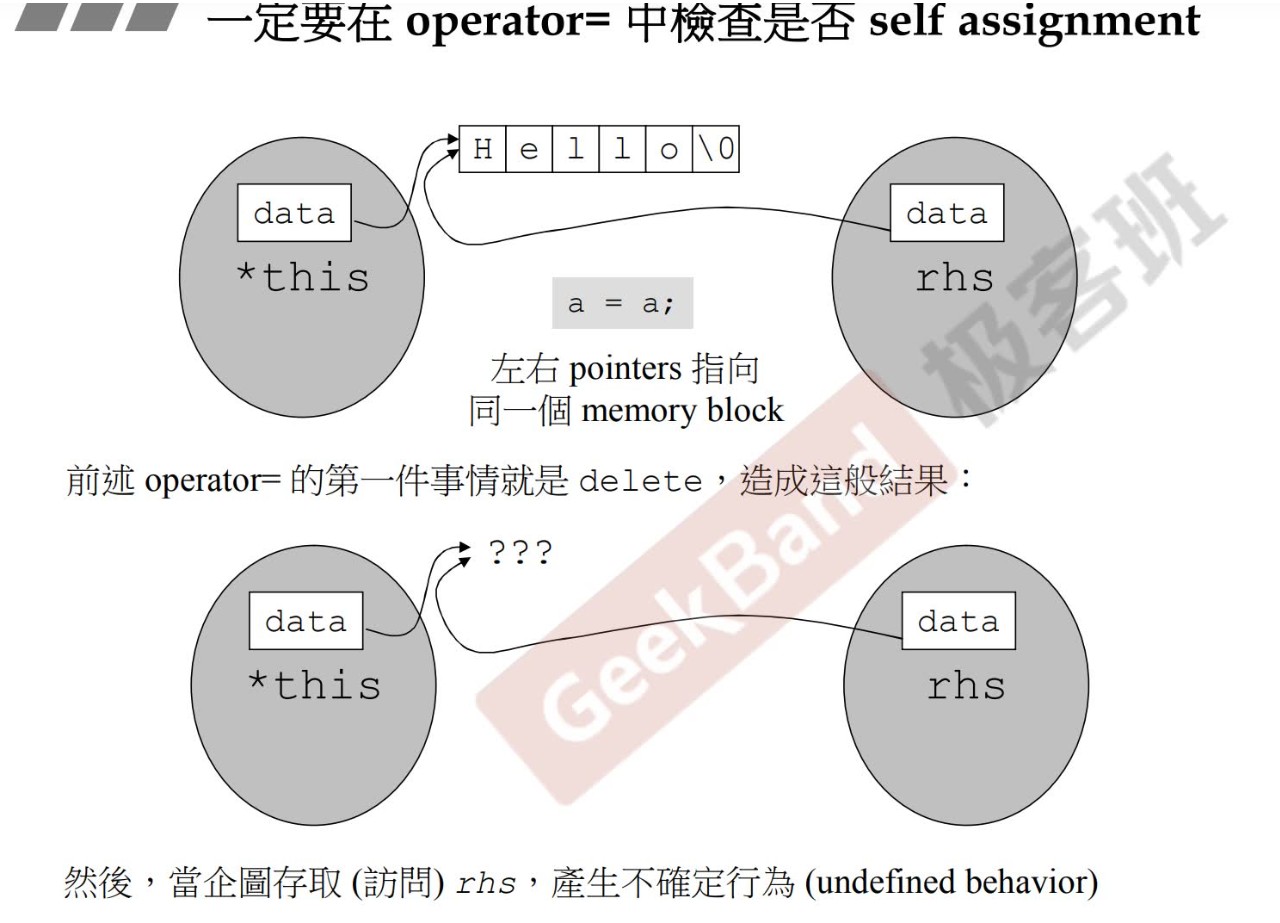 一定要在 operator= 中檢查是否 self assignment
H e l l o \0
data
*this
data
rhs
a = a;
左右 pointers 指向
同一個 memory block
极客班
前述 operator= 的第一件事情就是 delete，造成這般結果：
???
data
*this
data
rhs
GeekBand
然後，當企圖存取 (訪問) rhs，產生不確定行為 (undefined behavior)